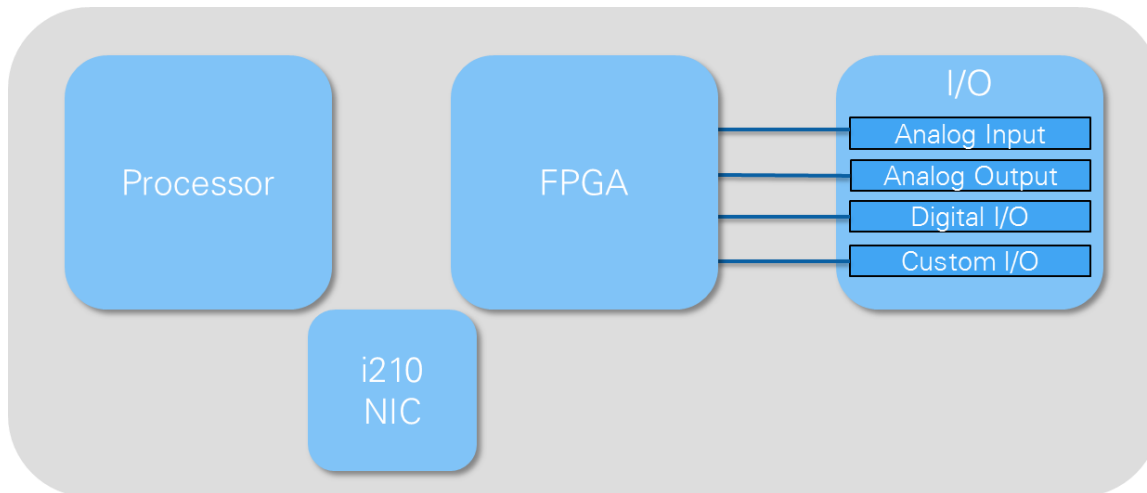 Processor
FPGA
I/O
Analog Input
Analog Output
Digital I/O
Custom I/O
i210
NIC